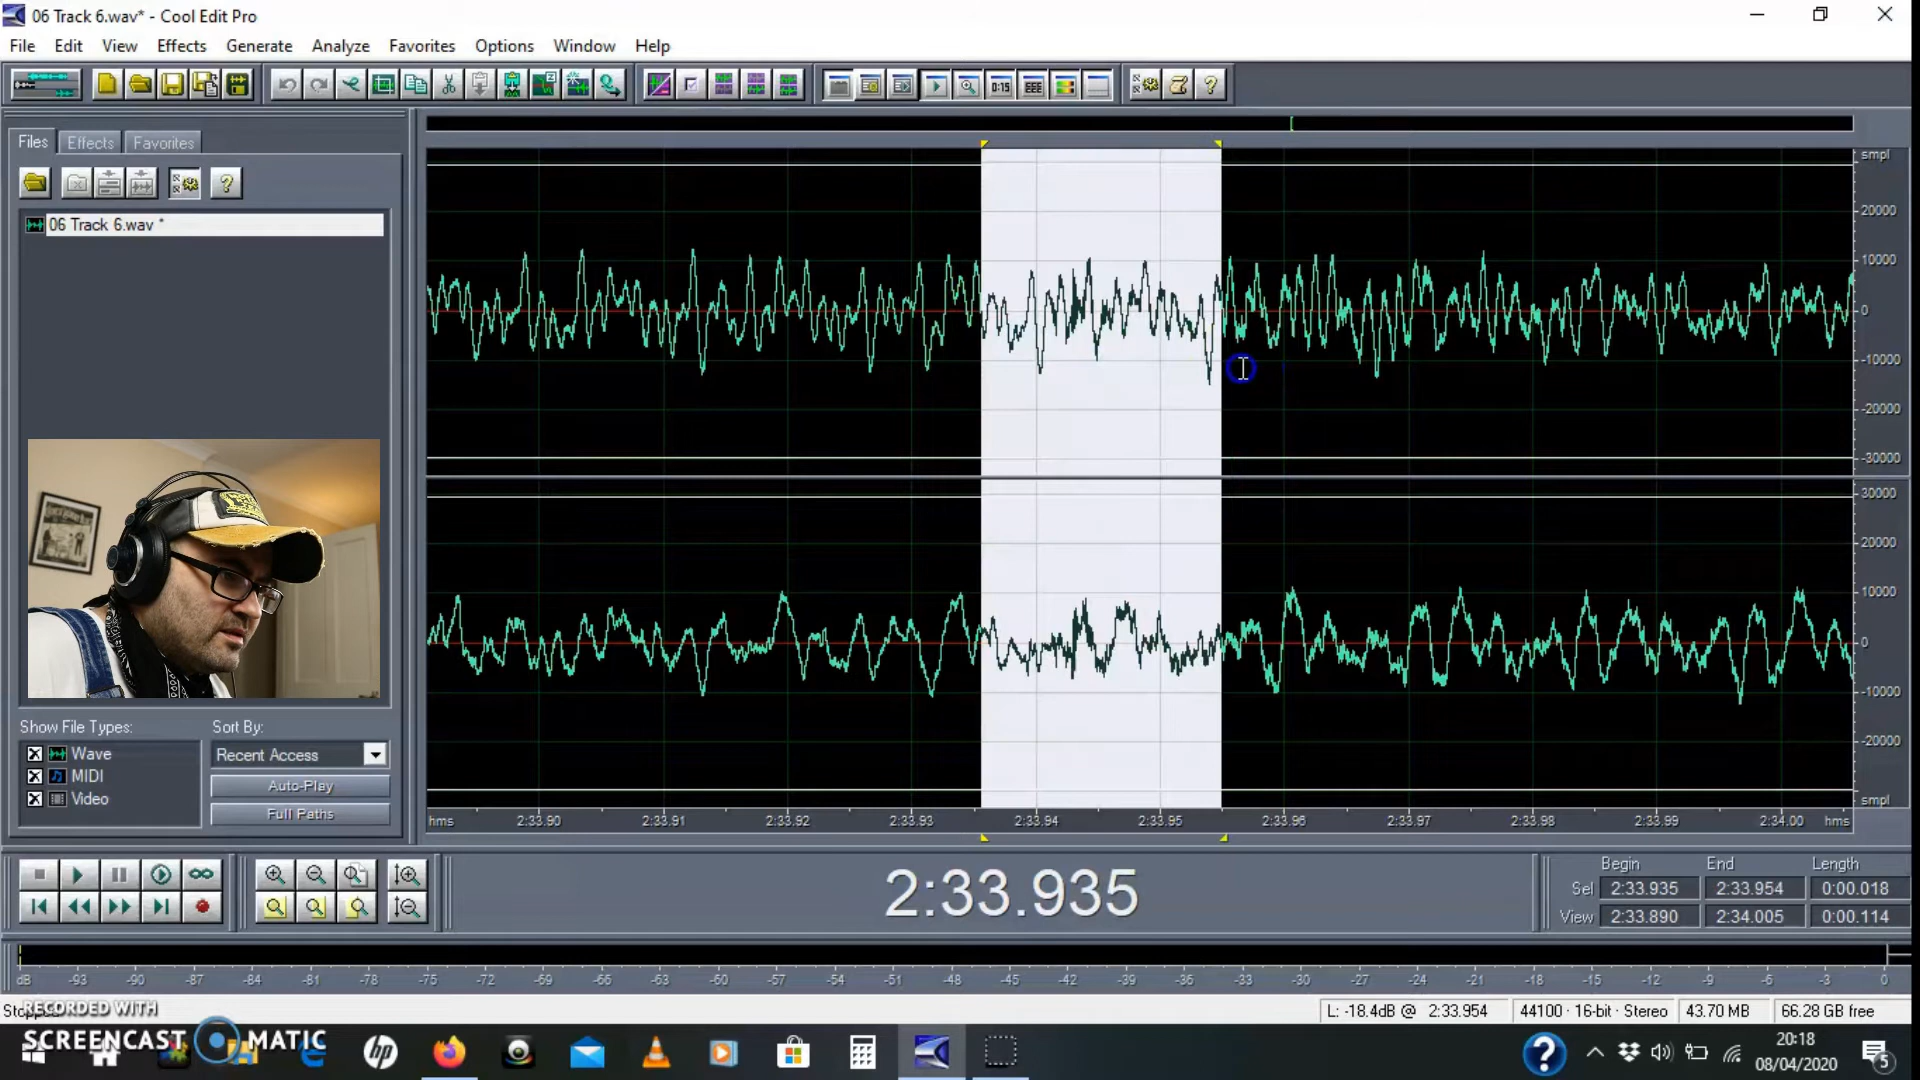 06 Track 6.wav* - Cool Edit Pro
File Edit View Effects Generate Analyze Favorites Options Window Help
0:15
Files Effects Favorites
06 Track 6.wav *
smpl
20000
10000
0
-10000
-20000
-30000
30000
20000
10000
0
-10000
-20000
smpl
hms 2:33.90 2:33.91 2:33.92 2:33.93 2:33.94 2:33.95 2:33.96 2:33.97 2:33.98 2:33.99 2:34.00 hms
Show File Types: Sort By:
Wave Recent Access
MIDI Auto-Play
Video Full Paths
2:33.935
Begin End Length
Sel 2:33.935 2:33.954 0:00.018
View 2:33.890 2:34.005 0:00.114
dB -93 -90 -87 -84 -81 -78 -75 -72 -69 -66 -63 -60 -57 -54 -51 -48 -45 -42 -39 -36 -33 -30 -27 -24 -21 -18 -15 -12 -9 -6 -3 0
L: -18.4dB @ 2:33.954 44100 · 16-bit · Stereo 43.70 MB 66.28 GB free
RECORDED WITH
SCREENCAST MATIC
hp
20:18
08/04/2020
5